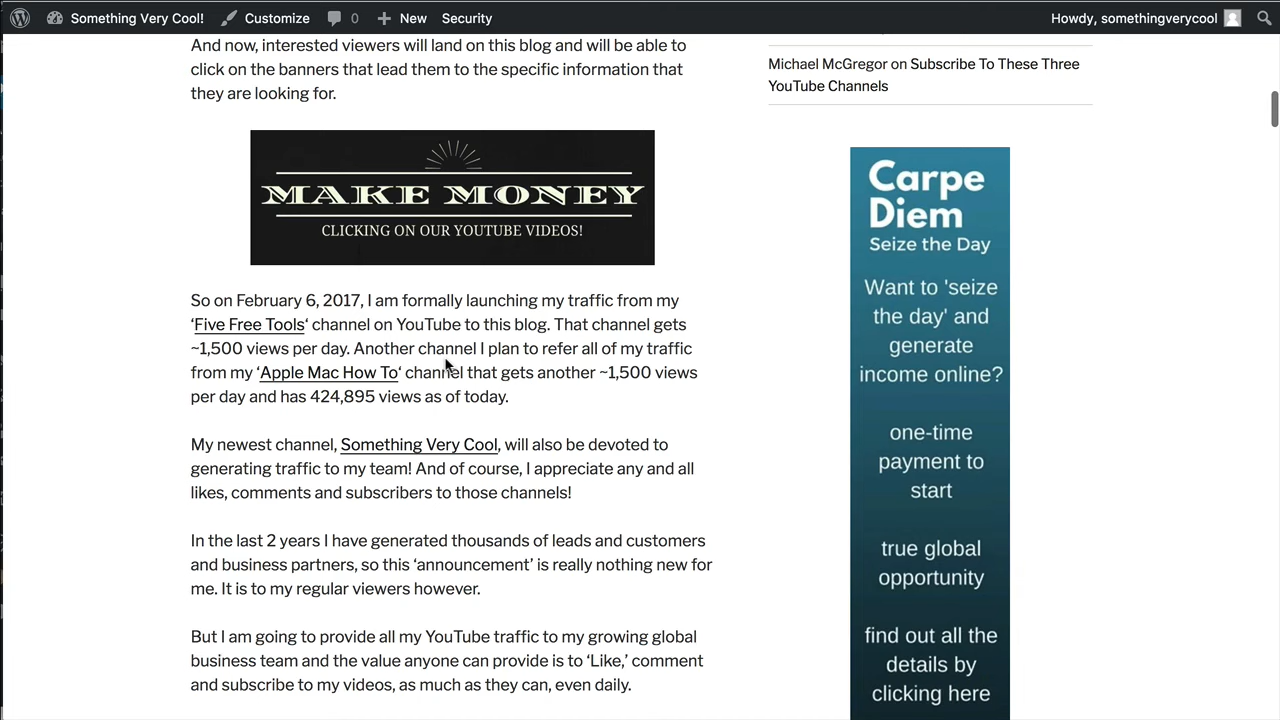 Something Very Cool! Customize 0 New Security Howdy, somethingverycool
And now, interested viewers will land on this blog and will be able to
click on the banners that lead them to the specific information that
they are looking for.
MAKE MONEY
CLICKING ON OUR YOUTUBE VIDEOS!
So on February 6, 2017, I am formally launching my traffic from my
‘Five Free Tools‘ channel on YouTube to this blog. That channel gets
~1,500 views per day. Another channel I plan to refer all of my traffic
from my ‘Apple Mac How To‘ channel that gets another ~1,500 views
per day and has 424,895 views as of today.
My newest channel, Something Very Cool, will also be devoted to
generating traffic to my team! And of course, I appreciate any and all
likes, comments and subscribers to those channels!
In the last 2 years I have generated thousands of leads and customers
and business partners, so this ‘announcement’ is really nothing new for
me. It is to my regular viewers however.
But I am going to provide all my YouTube traffic to my growing global
business team and the value anyone can provide is to ‘Like,’ comment
and subscribe to my videos, as much as they can, even daily.
Michael McGregor on Subscribe To These Three
YouTube Channels
Carpe
Diem
Seize the Day
Want to 'seize
the day' and
generate
income online?
one-time
payment to
start
true global
opportunity
find out all the
details by
clicking here